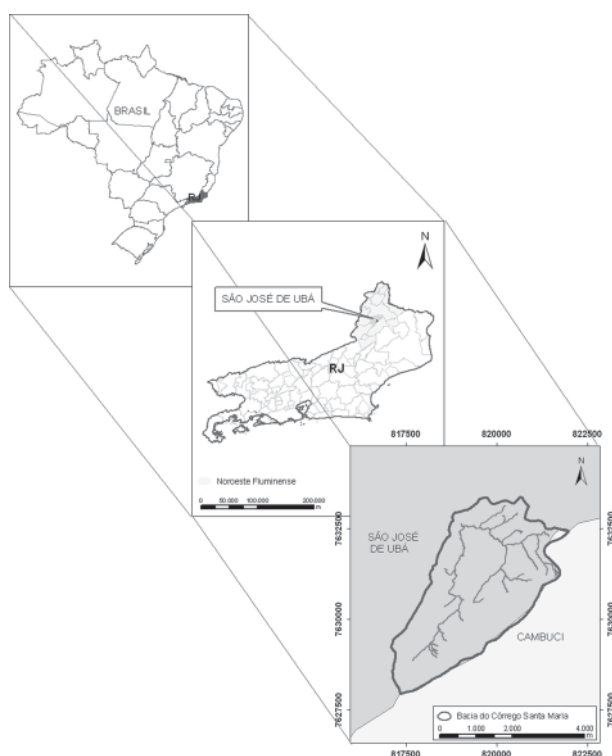 BRASIL
RJ
N
SÃO JOSÉ DE UBÁ
RJ
Noroeste Fluminense
0 50.000 100.000 200.000
m
817500 820000 822500
N
7632500 7632500
SÃO JOSÉ
DE UBÁ
7630000 7630000
CAMBUCI
7627500 7627500
Bacia do Córrego Santa Maria
0 1.000 2.000 4.000
m
817500 820000 822500